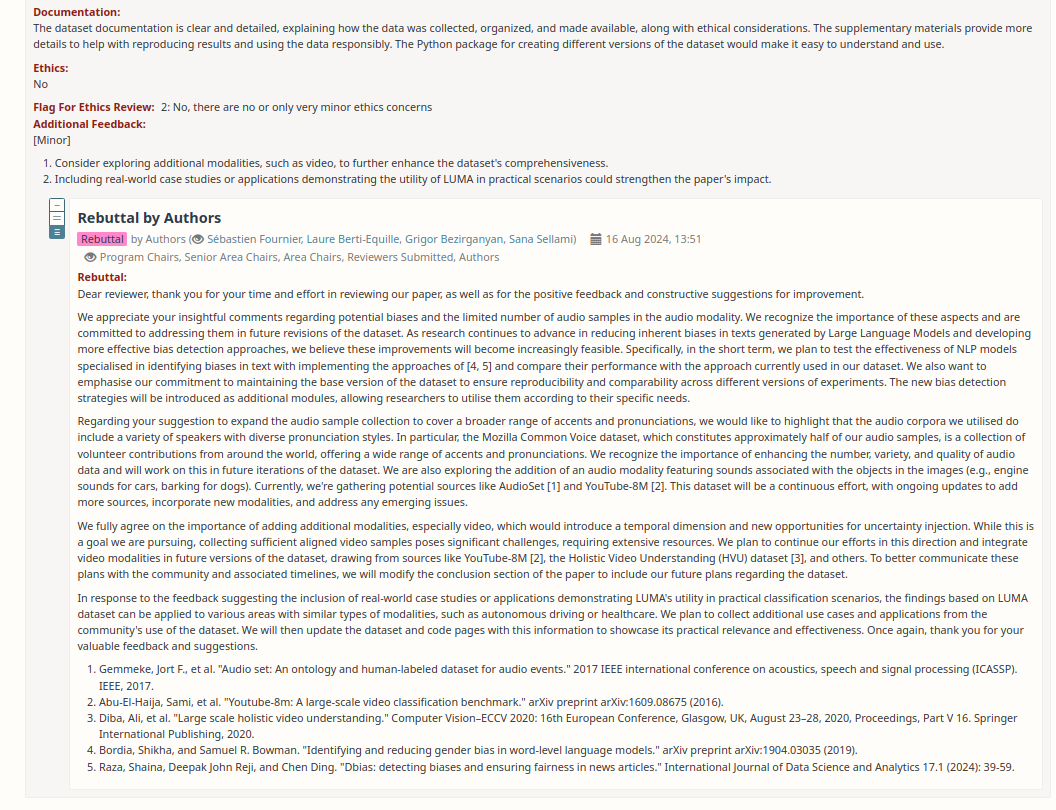 Documentation:
The dataset documentation is clear and detailed, explaining how the data was collected, organized, and made available, along with ethical considerations. The supplementary materials provide more
details to help with reproducing results and using the data responsibly. The Python package for creating different versions of the dataset would make it easy to understand and use.
Ethics:
No
Flag For Ethics Review: 2: No, there are no or only very minor ethics concerns
Additional Feedback:
[Minor]
1. Consider exploring additional modalities, such as video, to further enhance the dataset's comprehensiveness.
2. Including real-world case studies or applications demonstrating the utility of LUMA in practical scenarios could strengthen the paper's impact.
Rebuttal by Authors
Rebuttal by Authors (Sébastien Fournier, Laure Berti-Equille, Grigor Bezirganyan, Sana Sellami) 16 Aug 2024, 13:51
Program Chairs, Senior Area Chairs, Area Chairs, Reviewers Submitted, Authors
Rebuttal:
Dear reviewer, thank you for your time and effort in reviewing our paper, as well as for the positive feedback and constructive suggestions for improvement.
We appreciate your insightful comments regarding potential biases and the limited number of audio samples in the audio modality. We recognize the importance of these aspects and are
committed to addressing them in future revisions of the dataset. As research continues to advance in reducing inherent biases in texts generated by Large Language Models and developing
more effective bias detection approaches, we believe these improvements will become increasingly feasible. Specifically, in the short term, we plan to test the effectiveness of NLP models
specialised in identifying biases in text with implementing the approaches of [4, 5] and compare their performance with the approach currently used in our dataset. We also want to
emphasise our commitment to maintaining the base version of the dataset to ensure reproducibility and comparability across different versions of experiments. The new bias detection
strategies will be introduced as additional modules, allowing researchers to utilise them according to their specific needs.
Regarding your suggestion to expand the audio sample collection to cover a broader range of accents and pronunciations, we would like to highlight that the audio corpora we utilised do
include a variety of speakers with diverse pronunciation styles. In particular, the Mozilla Common Voice dataset, which constitutes approximately half of our audio samples, is a collection of
volunteer contributions from around the world, offering a wide range of accents and pronunciations. We recognize the importance of enhancing the number, variety, and quality of audio
data and will work on this in future iterations of the dataset. We are also exploring the addition of an audio modality featuring sounds associated with the objects in the images (e.g., engine
sounds for cars, barking for dogs). Currently, we're gathering potential sources like AudioSet [1] and YouTube-8M [2]. This dataset will be a continuous effort, with ongoing updates to add
more sources, incorporate new modalities, and address any emerging issues.
We fully agree on the importance of adding additional modalities, especially video, which would introduce a temporal dimension and new opportunities for uncertainty injection. While this is
a goal we are pursuing, collecting sufficient aligned video samples poses significant challenges, requiring extensive resources. We plan to continue our efforts in this direction and integrate
video modalities in future versions of the dataset, drawing from sources like YouTube-8M [2], the Holistic Video Understanding (HVU) dataset [3], and others. To better communicate these
plans with the community and associated timelines, we will modify the conclusion section of the paper to include our future plans regarding the dataset.
In response to the feedback suggesting the inclusion of real-world case studies or applications demonstrating LUMA's utility in practical classification scenarios, the findings based on LUMA
dataset can be applied to various areas with similar types of modalities, such as autonomous driving or healthcare. We plan to collect additional use cases and applications from the
community's use of the dataset. We will then update the dataset and code pages with this information to showcase its practical relevance and effectiveness. Once again, thank you for your
valuable feedback and suggestions.
1. Gemmeke, Jort F., et al. "Audio set: An ontology and human-labeled dataset for audio events." 2017 IEEE international conference on acoustics, speech and signal processing (ICASSP).
IEEE, 2017.
2. Abu-El-Haija, Sami, et al. "Youtube-8m: A large-scale video classification benchmark." arXiv preprint arXiv:1609.08675 (2016).
3. Diba, Ali, et al. "Large scale holistic video understanding." Computer Vision–ECCV 2020: 16th European Conference, Glasgow, UK, August 23–28, 2020, Proceedings, Part V 16. Springer
International Publishing, 2020.
4. Bordia, Shikha, and Samuel R. Bowman. "Identifying and reducing gender bias in word-level language models." arXiv preprint arXiv:1904.03035 (2019).
5. Raza, Shaina, Deepak John Reji, and Chen Ding. "Dbias: detecting biases and ensuring fairness in news articles." International Journal of Data Science and Analytics 17.1 (2024): 39-59.